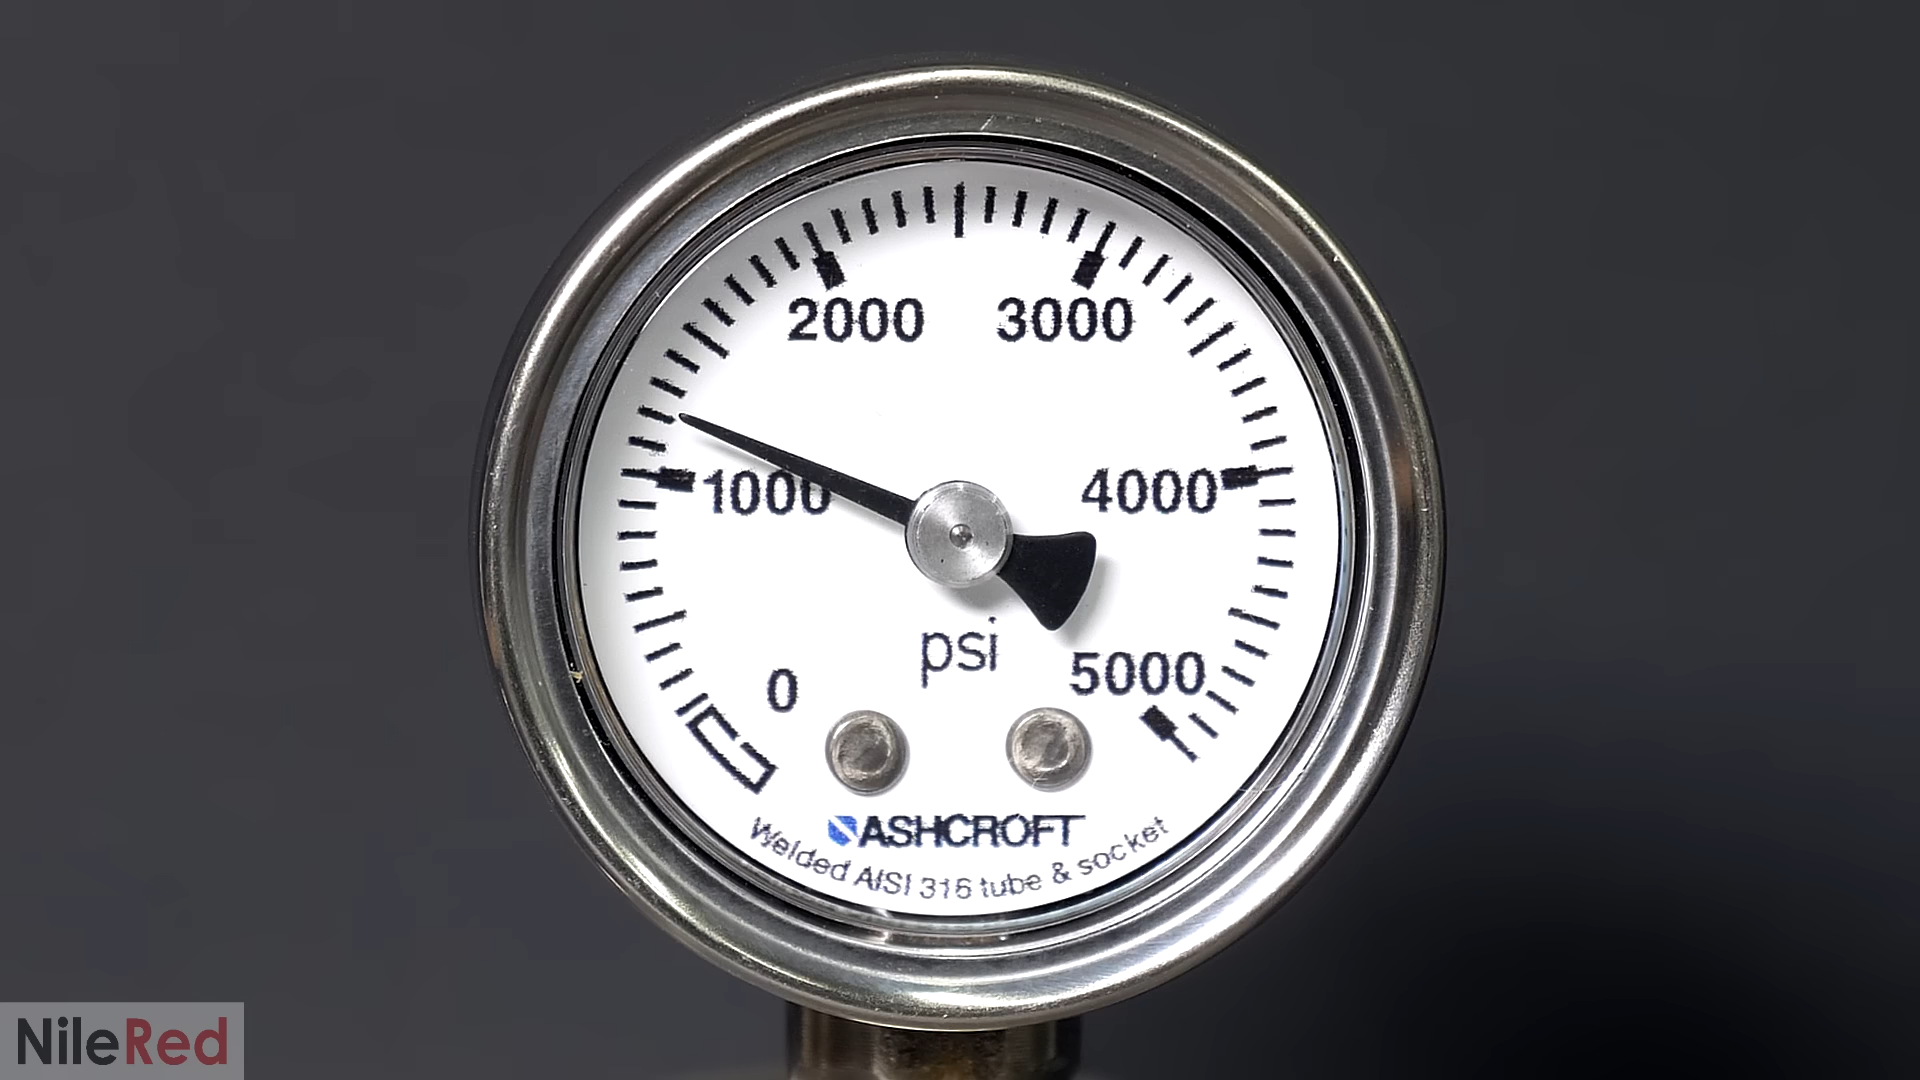 2000 3000
1000 4000
psi
0 5000
ASHCROFT
Welded AISI 316 tube & socket
NileRed